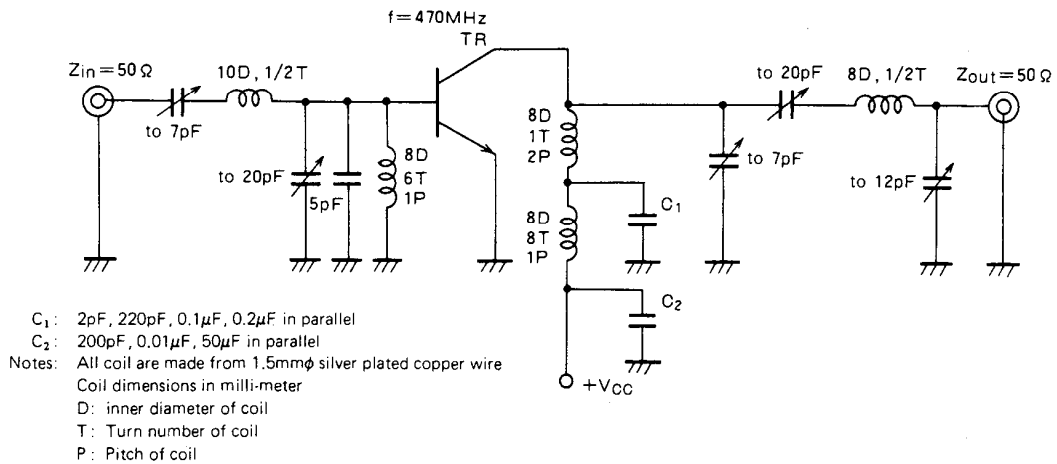 f=470MHz
TR
Zin=50Ω
10D, 1/2T
to 7pF
to 20pF
5pF
8D
6T
1P
8D
1T
2P
8D
8T
1P
C₁
C₂
+VCC
to 20pF
8D, 1/2T
Zout=50Ω
to 7pF
to 12pF
C₁: 2pF, 220pF, 0.1μF, 0.2μF in parallel
C₂: 200pF, 0.01μF, 50μF in parallel
Notes: All coil are made from 1.5mmφ silver plated copper wire
Coil dimensions in milli-meter
D: inner diameter of coil
T: Turn number of coil
P: Pitch of coil